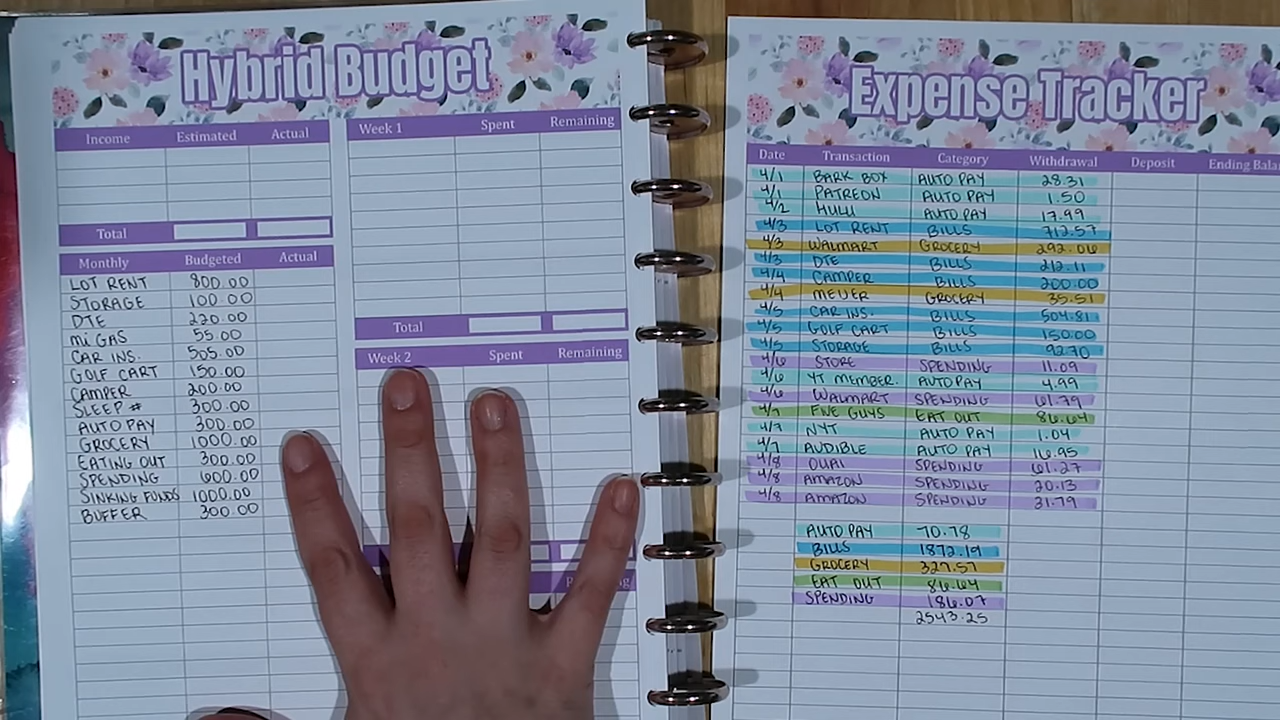 Hybrid Budget
Income Estimated Actual
Total
Monthly Budgeted Actual
LOT RENT 800.00
STORAGE 100.00
DTE 220.00
mi GAS 55.00
CAR INS. 505.00
GOLF CART 150.00
CAMPER 200.00
SLEEP # 300.00
AUTO PAY 300.00
GROCERY 1000.00
EATING OUT 300.00
SPENDING 600.00
SINKING FUNDS 1000.00
BUFFER 300.00
Week 1 Spent Remaining
Total
Week 2 Spent Remaining
Expense Tracker
Date Transaction Category Withdrawal Deposit Ending
4/1 BARK BOX AUTO PAY 28.31
4/1 PATREON AUTO PAY 1.50
4/2 HULU AUTO PAY 17.99
4/3 LOT RENT BILLS 712.57
4/3 WALMART GROCERY 292.06
4/3 DTE BILLS 212.11
4/4 CAMPER BILLS 200.00
4/4 MEIJER GROCERY 35.51
4/5 CAR INS. BILLS 504.81
4/5 GOLF CART BILLS 150.00
4/5 STORAGE BILLS 92.70
4/6 STORE SPENDING 11.09
4/6 YT MEMBER. AUTOPAY 4.99
4/6 WALMART SPENDING 61.79
4/7 FIVE GUYS EAT OUT 86.64
4/7 NYT AUTO PAY 1.04
4/7 AUDIBLE AUTO PAY 16.95
4/8 OUAI SPENDING 61.27
4/8 AMAZON SPENDING 20.13
4/8 AMAZON SPENDING 31.79
AUTO PAY 70.78
BILLS 1872.19
GROCERY 327.57
EAT OUT 86.64
SPENDING 186.07
2543.25